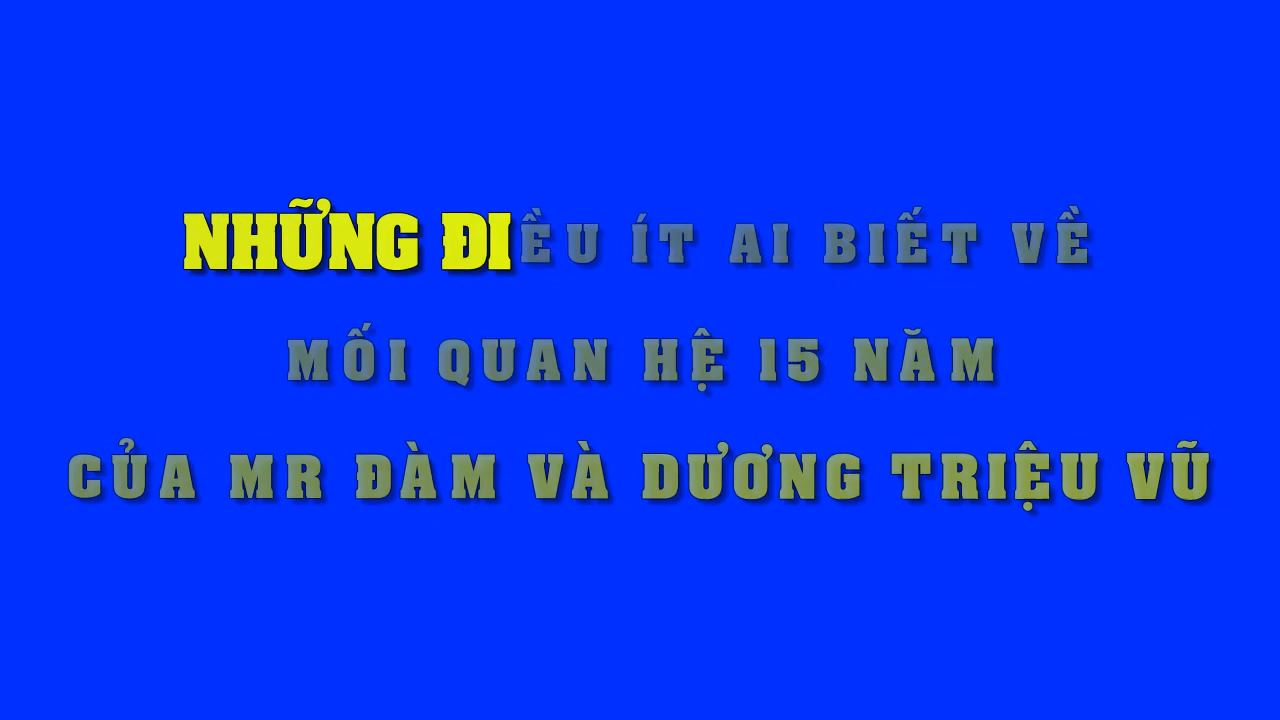 NHỮNG ĐIỀU ÍT AI BIẾT VỀ
MỐI QUAN HỆ 15 NĂM
CỦA MR ĐÀM VÀ DƯƠNG TRIỆU VŨ